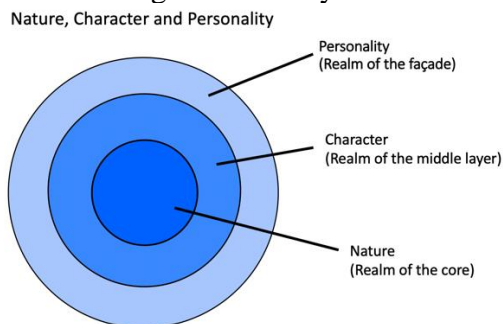 Nature, Character and Personality
Personality
(Realm of the façade)
Character
(Realm of the middle layer)
Nature
(Realm of the core)